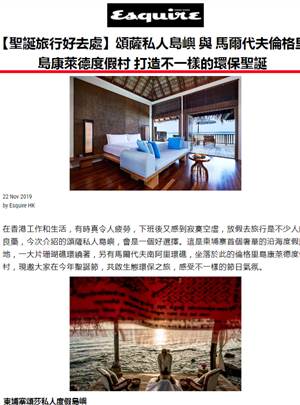 Esquire
【聖誕旅行好去處】頌薩私人島嶼 與 馬爾代夫倫格里
島康萊德度假村 打造不一樣的環保聖誕
22 Nov 2019
by Esquire HK
在香港工作和生活，有時真令人疲勞，下班後又感到寂寞空虛，放假去旅行是不少人
良藥，今次介紹的頌薩私人島嶼，會是一個好選擇。這是柬埔寨首個奢華的沿海度假
地，一大片珊瑚礁環繞著，另有馬爾代夫南阿里環礁，坐落於此的倫格里島康萊德度假
村，現邀大家在今年聖誕節，共啟生態環保之旅，感受不一樣的節日氣氛。
柬埔寨頌莎私人度假島嶼